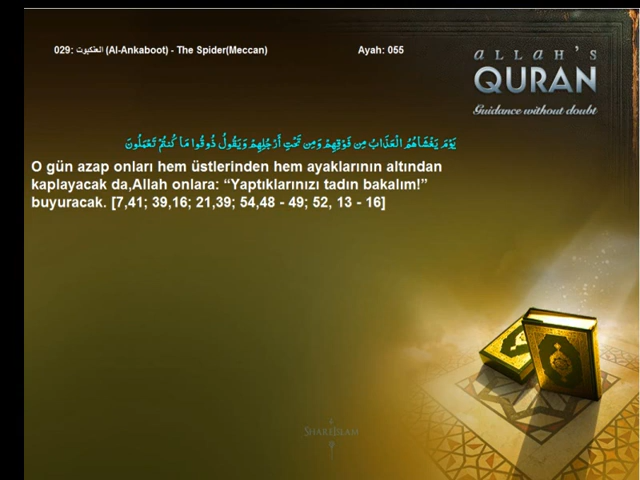 029: العنكبوت (Al-Ankaboot) - The Spider(Meccan) Ayah: 055
ALLAH'S
QURAN
Guidance without doubt
يَوْمَ يَغْشَاهُمُ الْعَذَابُ مِن فَوْقِهِمْ وَمِن تَحْتِ أَرْجُلِهِمْ وَيَقُولُ ذُوقُوا مَا كُنتُمْ تَعْمَلُونَ
O gün azap onları hem üstlerinden hem ayaklarının altından
kaplayacak da,Allah onlara: “Yaptıklarınızı tadın bakalım!”
buyuracak. [7,41; 39,16; 21,39; 54,48 - 49; 52, 13 - 16]
SHAREISLAM